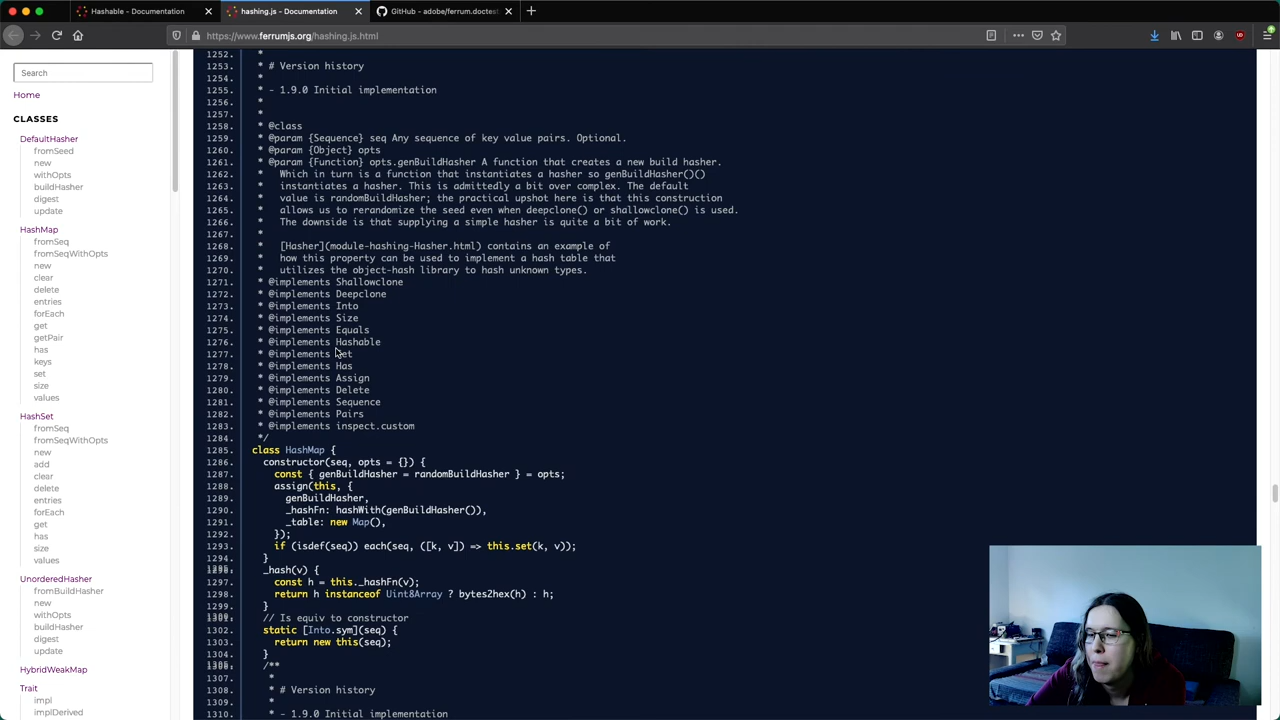 Hashable - Documentation
hashing.js - Documentation
GitHub - adobe/ferrum.doctest
https://www.ferrumjs.org/hashing.js.html
Search
Home
CLASSES
DefaultHasher
fromSeed
new
withOpts
buildHasher
digest
update
HashMap
fromSeq
fromSeqWithOpts
new
clear
delete
entries
forEach
get
getPair
has
keys
set
size
values
HashSet
fromSeq
fromSeqWithOpts
new
add
clear
delete
entries
forEach
get
has
size
values
UnorderedHasher
fromBuildHasher
new
withOpts
buildHasher
digest
update
HybridWeakMap
Trait
impl
implDerived
1252. *
1253. * # Version history
1254. *
1255. * - 1.9.0 Initial implementation
1256. *
1257. *
1258. * @class
1259. * @param {Sequence} seq Any sequence of key value pairs. Optional.
1260. * @param {Object} opts
1261. * @param {Function} opts.genBuildHasher A function that creates a new build hasher.
1262. * Which in turn is a function that instantiates a hasher so genBuildHasher()()
1263. * instantiates a hasher. This is admittedly a bit over complex. The default
1264. * value is randomBuildHasher; the practical upshot here is that this construction
1265. * allows us to rerandomize the seed even when deepclone() or shallowclone() is used.
1266. * The downside is that supplying a simple hasher is quite a bit of work.
1267. *
1268. * [Hasher](module-hashing-Hasher.html) contains an example of
1269. * how this property can be used to implement a hash table that
1270. * utilizes the object-hash library to hash unknown types.
1271. * @implements Shallowclone
1272. * @implements Deepclone
1273. * @implements Into
1274. * @implements Size
1275. * @implements Equals
1276. * @implements Hashable
1277. * @implements
1278. * @implements Has
1279. * @implements Assign
1280. * @implements Delete
1281. * @implements Sequence
1282. * @implements Pairs
1283. * @implements inspect.custom
1284. */
1285. class HashMap {
1286. constructor(seq, opts = {}) {
1287. const { genBuildHasher = randomBuildHasher } = opts;
1288. assign(this, {
1289. genBuildHasher,
1290. _hashFn: hashWith(genBuildHasher()),
1291. _table: new Map(),
1292. });
1293. if (isdef(seq)) each(seq, ([k, v]) => this.set(k, v));
1294. }
_hash(v) {
1297. const h = this._hashFn(v);
1298. return h instanceof Uint8Array ? bytes2hex(h) : h;
1299. }
1301. // Is equiv to constructor
1302. static [Into.sym](seq) {
1303. return new this(seq);
1304. }
/**
1307. *
1308. * # Version history
1309. *
1310. * - 1.9.0 Initial implementation